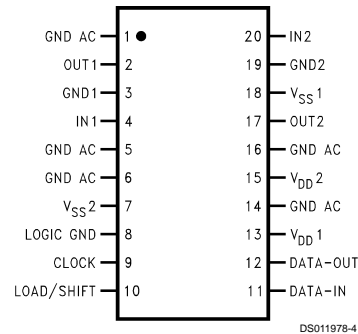 GND AC 1 20 IN2
OUT1 2 19 GND2
GND1 3 18 VSS1
IN1 4 17 OUT2
GND AC 5 16 GND AC
GND AC 6 15 VDD2
VSS2 7 14 GND AC
LOGIC GND 8 13 VDD1
CLOCK 9 12 DATA-OUT
LOAD/SHIFT 10 11 DATA-IN
DS011978-4